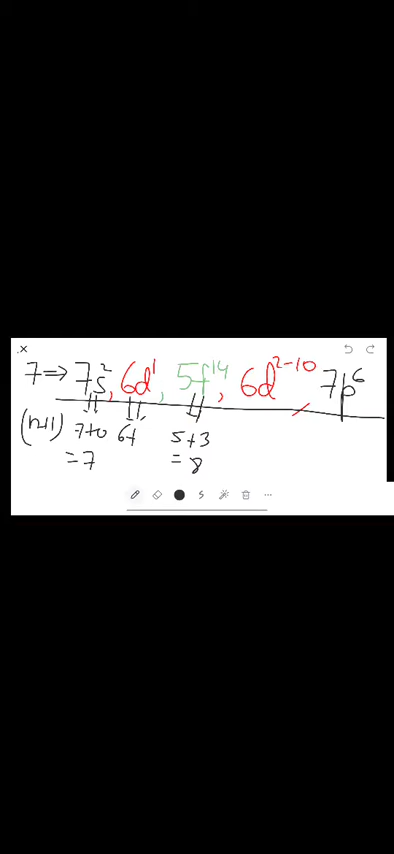 7 ⇒ 7s², 6d¹, 5f¹⁴, 6d²⁻¹⁰ 7p⁶
(n+l) 7+0 6+ 5+3
=7 =8